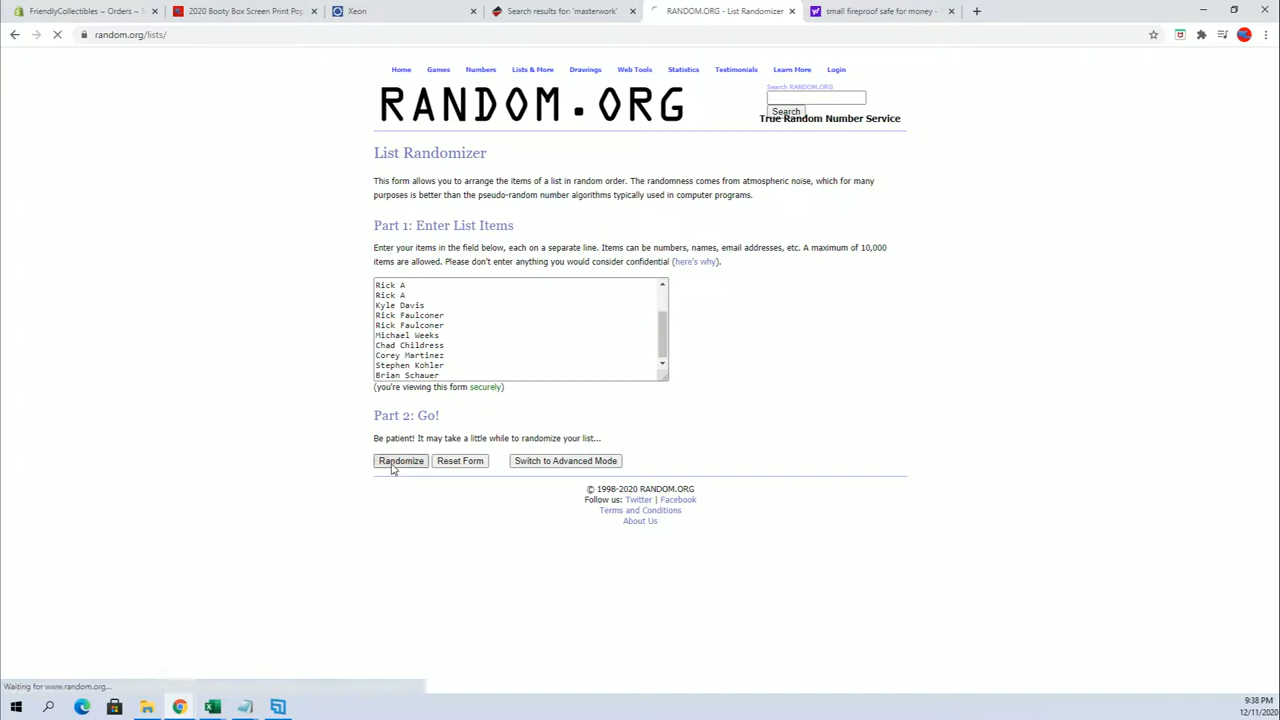 FriendlyCollectibles ~ Orders ~ S
2020 Booty Box Screen Print Pop
Xeon
Search results for: 'masterwork'
RANDOM.ORG - List Randomizer
small fireproof safe for money -
random.org/lists/
Home Games Numbers Lists & More Drawings Web Tools Statistics Testimonials Learn More Login
Search RANDOM.ORG
RANDOM.ORG
Search
True Random Number Service
List Randomizer
This form allows you to arrange the items of a list in random order. The randomness comes from atmospheric noise, which for many
purposes is better than the pseudo-random number algorithms typically used in computer programs.
Part 1: Enter List Items
Enter your items in the field below, each on a separate line. Items can be numbers, names, email addresses, etc. A maximum of 10,000
items are allowed. Please don't enter anything you would consider confidential (here's why).
Rick A
Rick A
Kyle Davis
Rick Faulconer
Rick Faulconer
Michael Weeks
Chad Childress
Corey Martinez
Stephen Kohler
Brian Schauer
(you're viewing this form securely)
Part 2: Go!
Be patient! It may take a little while to randomize your list...
Randomize Reset Form Switch to Advanced Mode
© 1998-2020 RANDOM.ORG
Follow us: Twitter | Facebook
Terms and Conditions
About Us
Waiting for www.random.org...
9:38 PM
12/11/2020